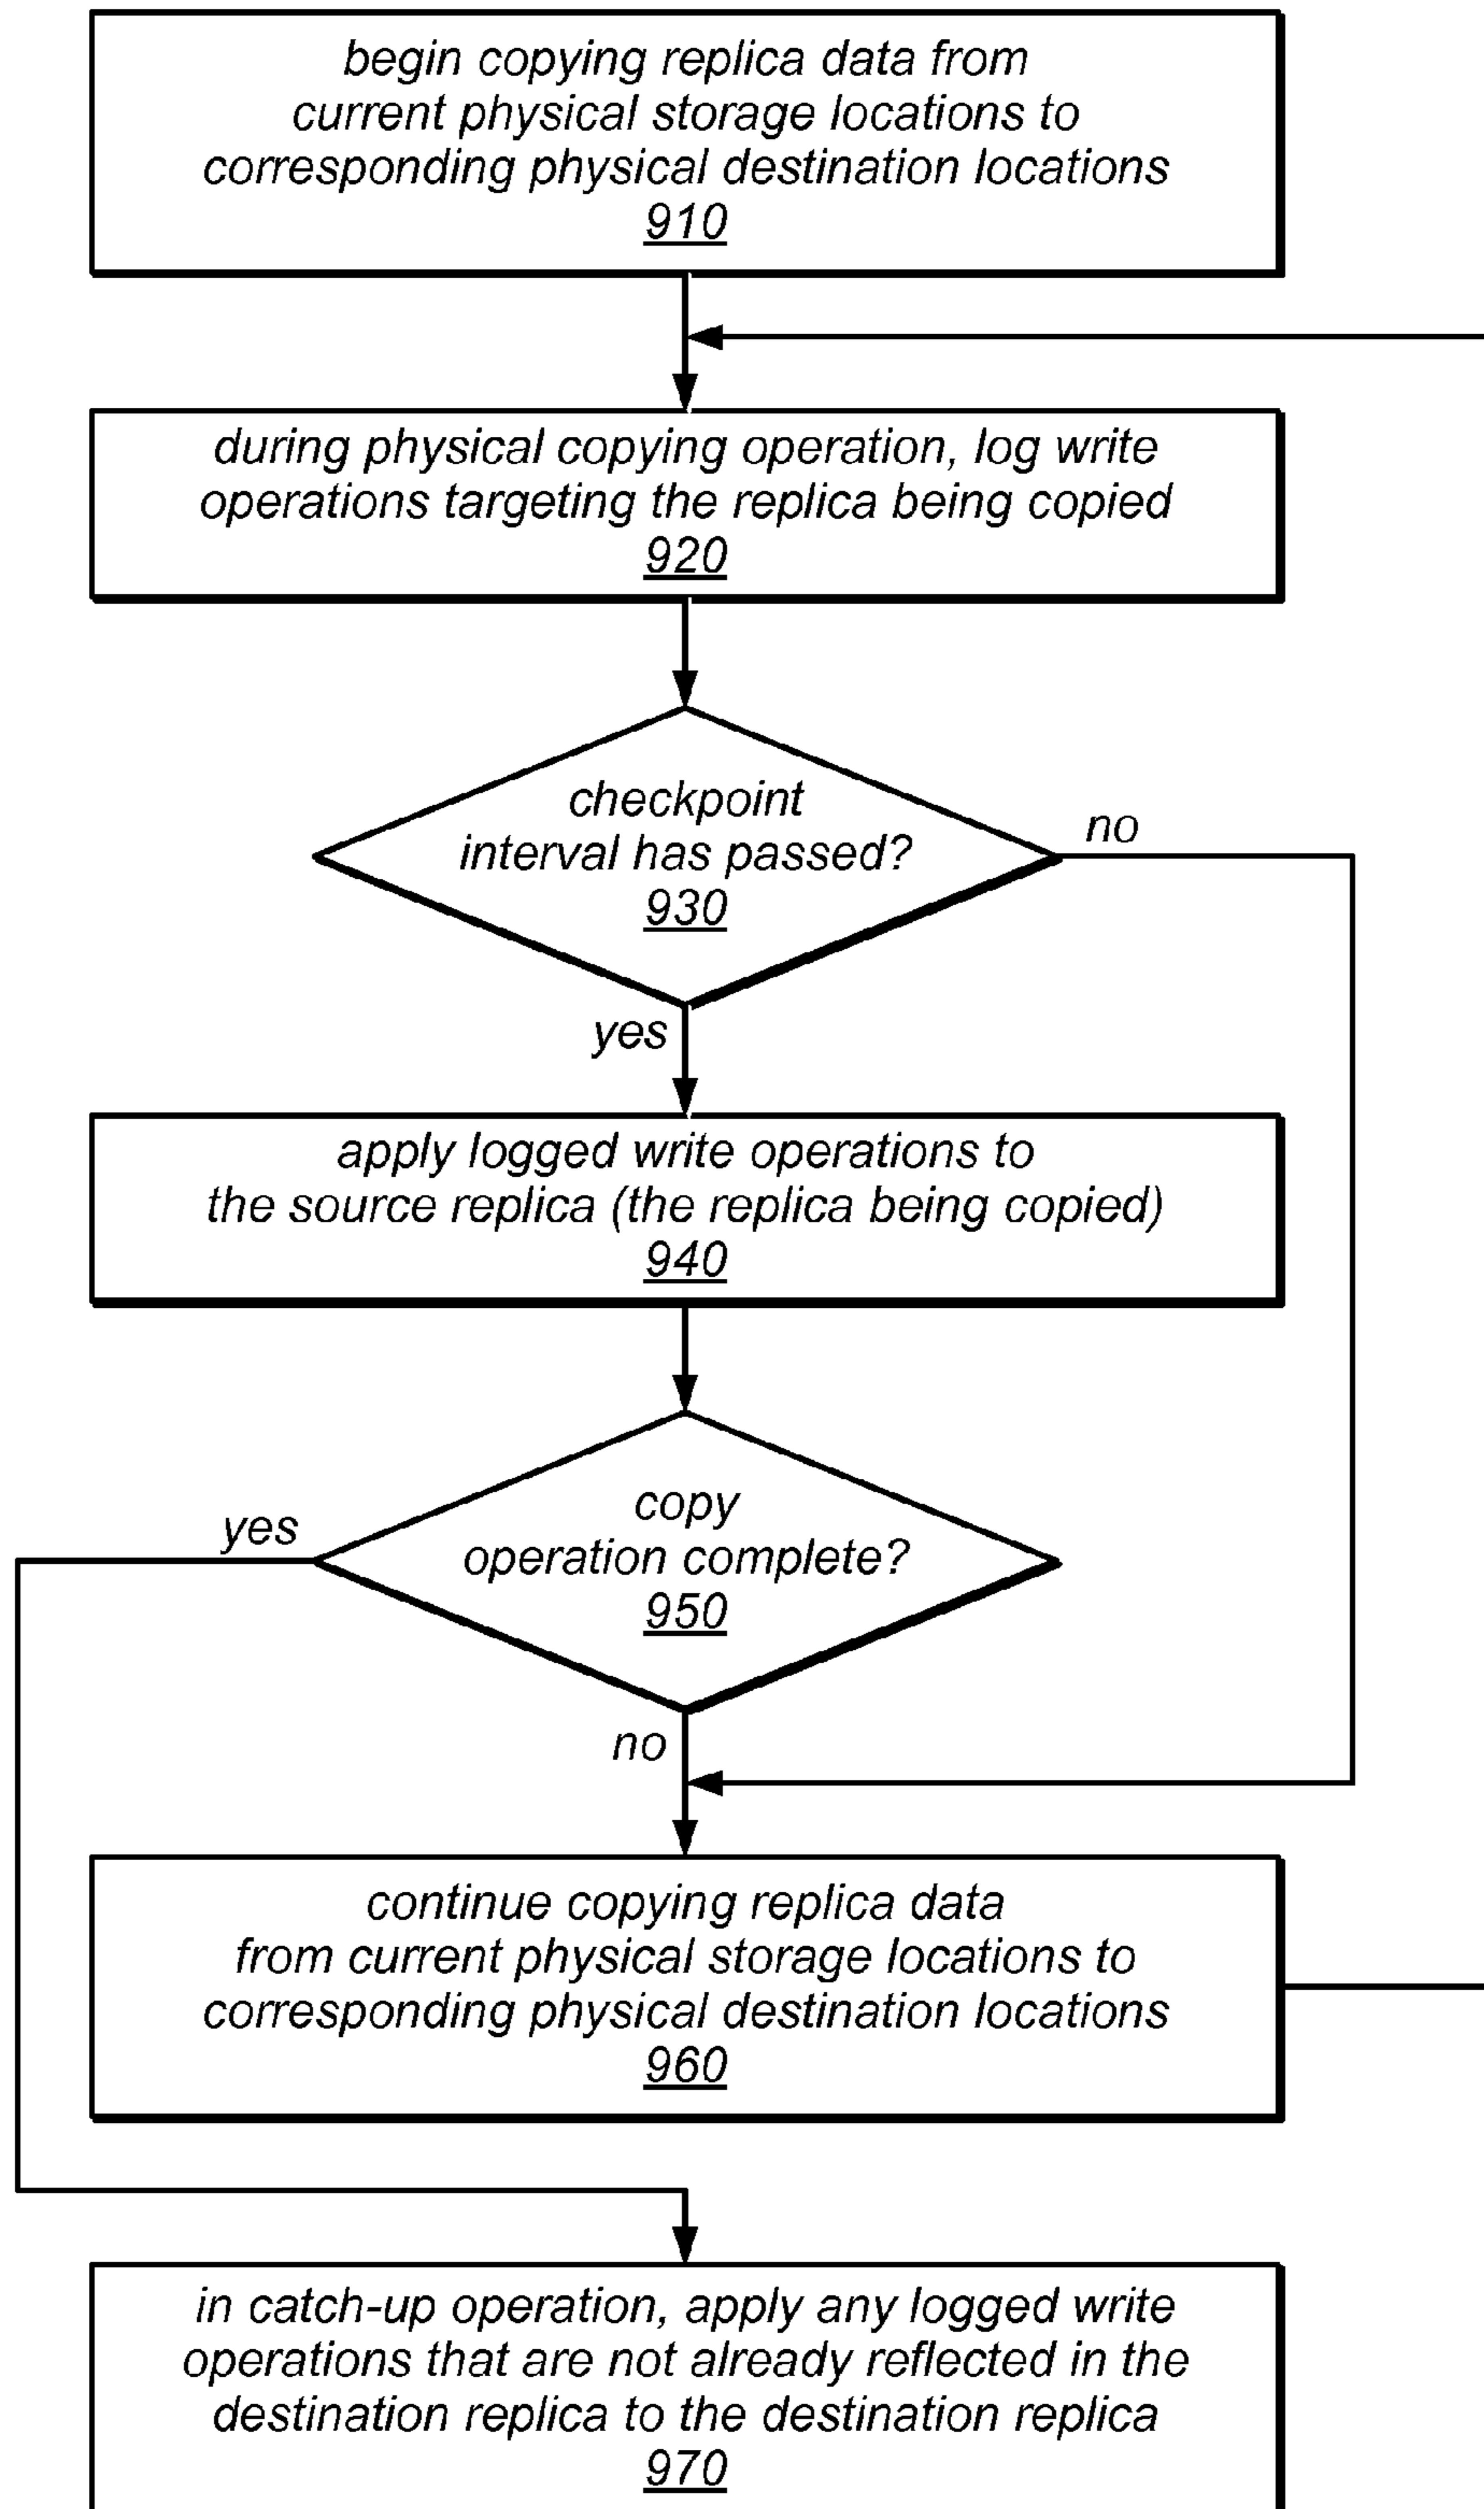 begin copying replica data from
current physical storage locations to
corresponding physical destination locations
910
during physical copying operation, log write
operations targeting the replica being copied
920
checkpoint
interval has passed?
930
no
yes
apply logged write operations to
the source replica (the replica being copied)
940
copy
operation complete?
950
yes
no
continue copying replica data
from current physical storage locations to
corresponding physical destination locations
960
in catch-up operation, apply any logged write
operations that are not already reflected in the
destination replica to the destination replica
970